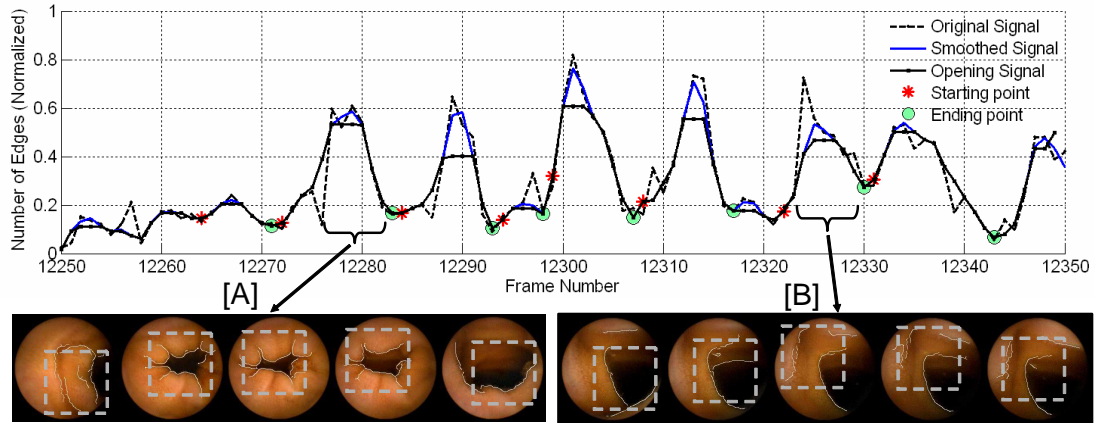 Number of Edges (Normalized)
1
0.8
0.6
0.4
0.2
0
Original Signal
Smoothed Signal
Opening Signal
Starting point
Ending point
12250 12260 12270 12280 12290 12300 12310 12320 12330 12340 12350
Frame Number
[A] [B]